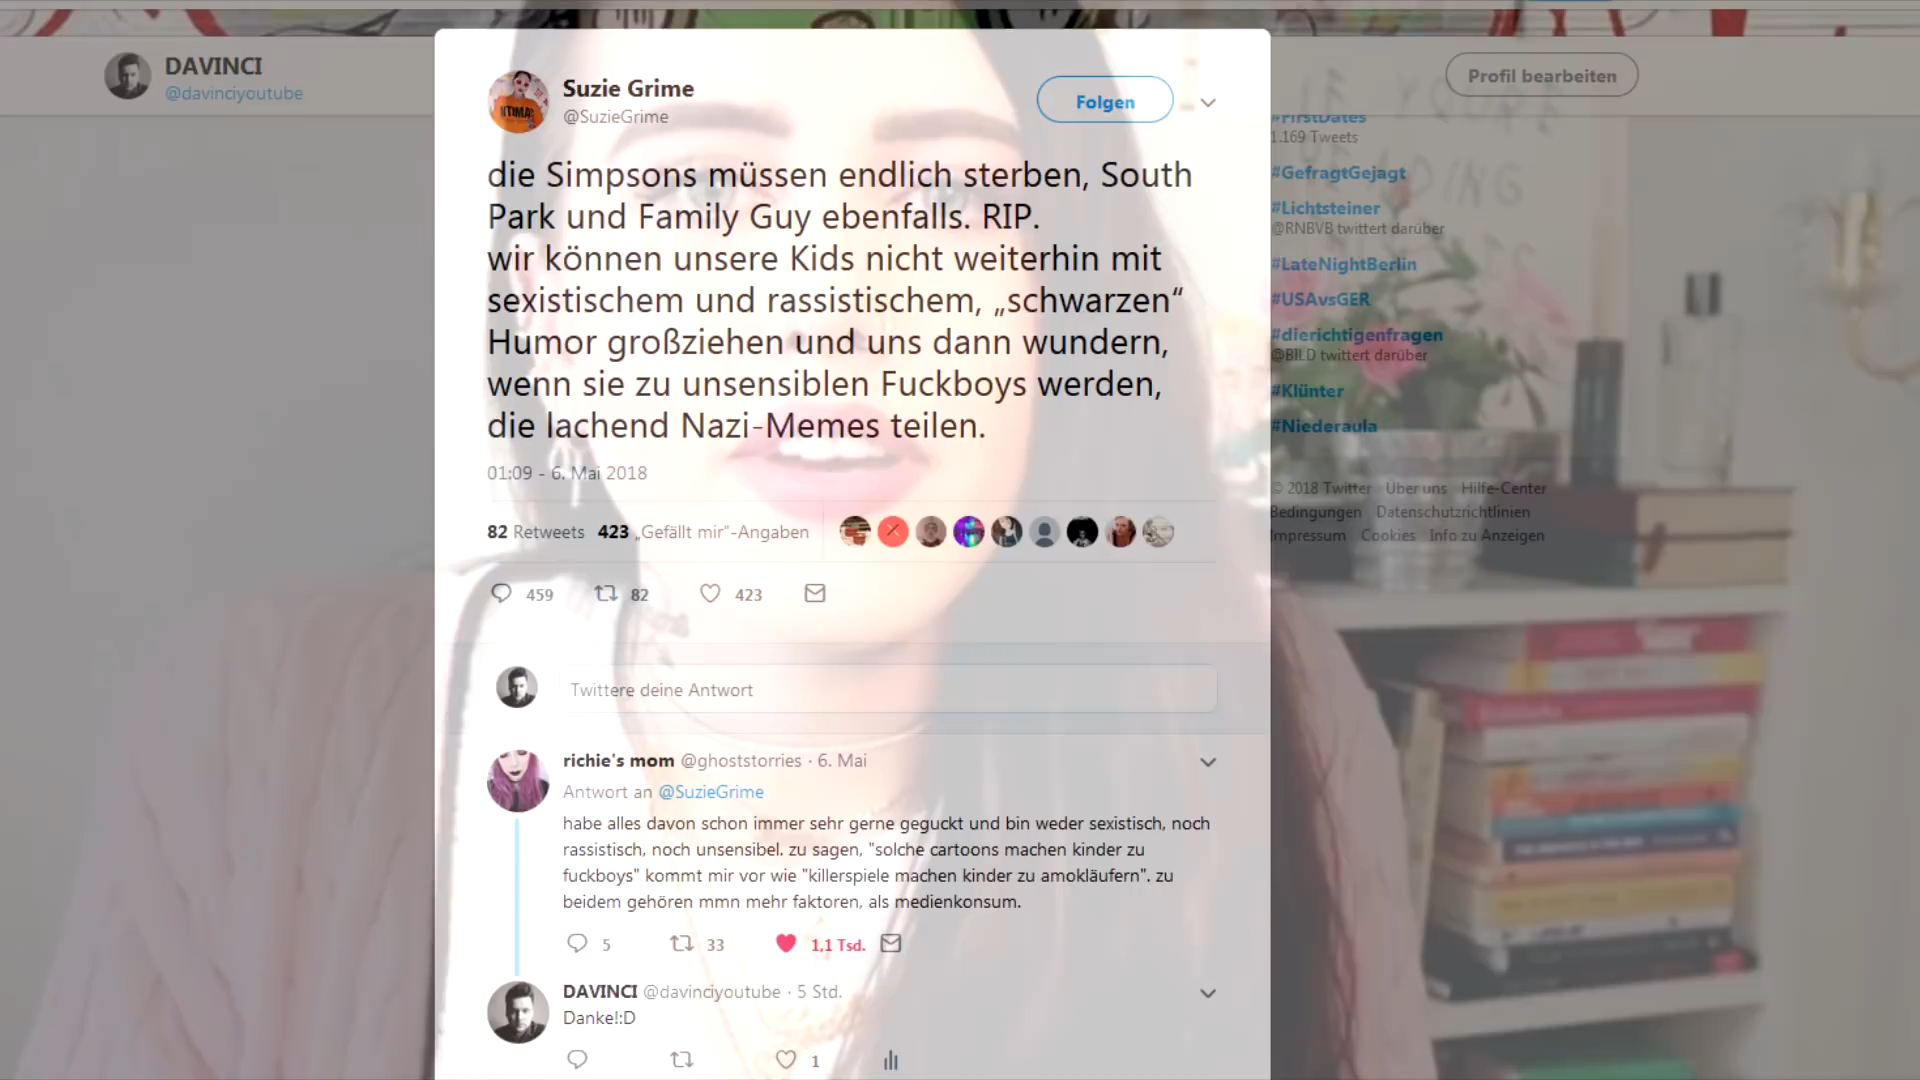 DAVINCI
@davinciyoutube
Profil bearbeiten
Suzie Grime
@SuzieGrime
Folgen
die Simpsons müssen endlich sterben, South
Park und Family Guy ebenfalls. RIP.
wir können unsere Kids nicht weiterhin mit
sexistischem und rassistischem, „schwarzen“
Humor großziehen und uns dann wundern,
wenn sie zu unsensiblen Fuckboys werden,
die lachend Nazi-Memes teilen.
01:09 - 6. Mai 2018
82 Retweets 423 „Gefällt mir“-Angaben
459 82 423
Twittere deine Antwort
richie's mom @ghoststorries · 6. Mai
Antwort an @SuzieGrime
habe alles davon schon immer sehr gerne geguckt und bin weder sexistisch, noch
rassistisch, noch unsensibel. zu sagen, "solche cartoons machen kinder zu
fuckboys" kommt mir vor wie "killerspiele machen kinder zu amokläufern". zu
beidem gehören mmn mehr faktoren, als medienkonsum.
5 33 1,1 Tsd.
DAVINCI @davinciyoutube · 5 Std.
Danke!:D
1
#FirstDates
1.169 Tweets
#GefragtGejagt
#Lichtsteiner
@RNBVB twittert darüber
#LateNightBerlin
#USAvsGER
#dierichtigenfragen
@BILD twittert darüber
#Klünter
#Niederaula
© 2018 Twitter Über uns Hilfe-Center
Bedingungen Datenschutzrichtlinien
Impressum Cookies Info zu Anzeigen
IF YOU'RE
READING